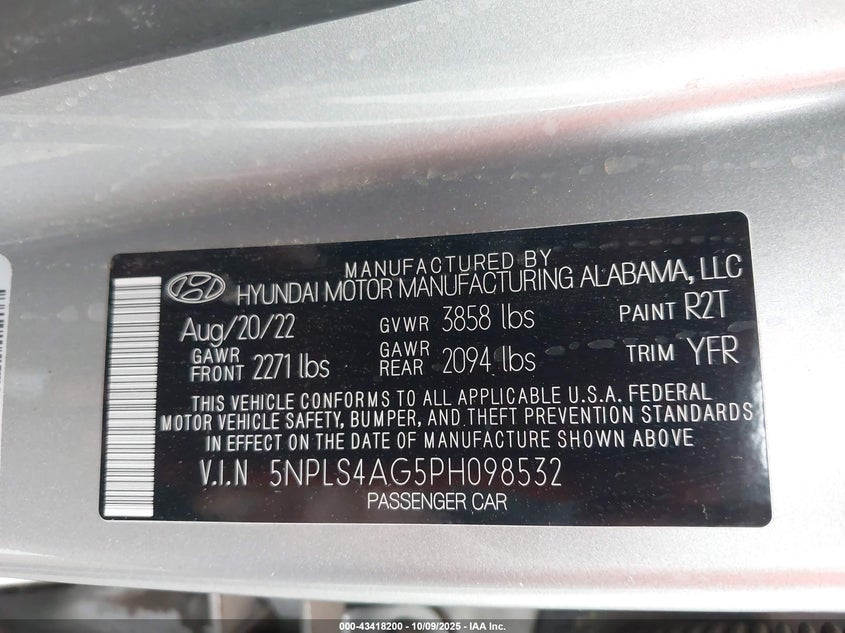 MANUFACTURED BY
HYUNDAI MOTOR MANUFACTURING ALABAMA, LLC
Aug/20/22 GVWR 3858 lbs PAINT R2T
GAWR FRONT 2271 lbs GAWR REAR 2094 lbs TRIM YFR
THIS VEHICLE CONFORMS TO ALL APPLICABLE U.S.A. FEDERAL
MOTOR VEHICLE SAFETY, BUMPER, AND THEFT PREVENTION STANDARDS
IN EFFECT ON THE DATE OF MANUFACTURE SHOWN ABOVE
V.I.N 5NPLS4AG5PH098532
PASSENGER CAR
000-43418200 - 10/09/2025 - IAA Inc.